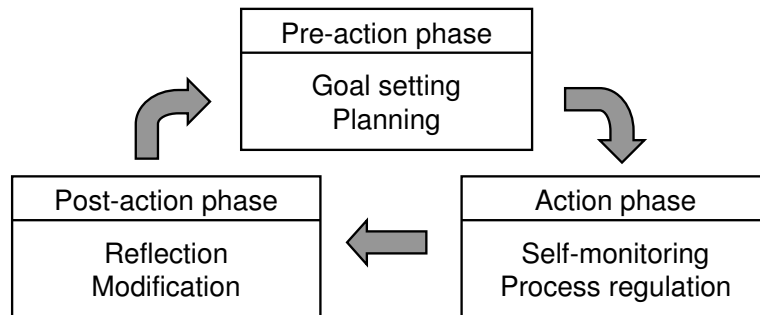 Pre-action phase
Goal setting
Planning
Post-action phase
Reflection
Modification
Action phase
Self-monitoring
Process regulation